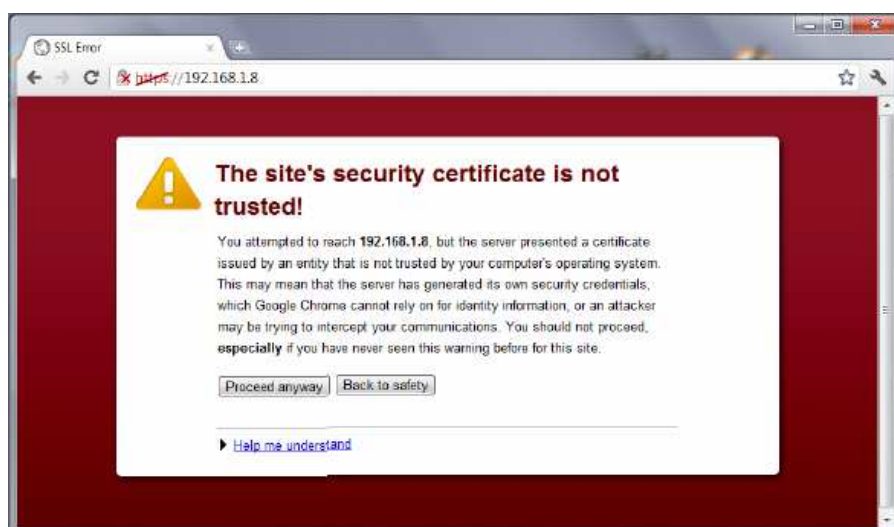 SSL Error
https://192.168.1.8
The site's security certificate is not
trusted!
You attempted to reach 192.168.1.8, but the server presented a certificate
issued by an entity that is not trusted by your computer's operating system.
This may mean that the server has generated its own security credentials,
which Google Chrome cannot rely on for identity information, or an attacker
may be trying to intercept your communications. You should not proceed,
especially if you have never seen this warning before for this site.
Proceed anyway Back to safety
Help me understand